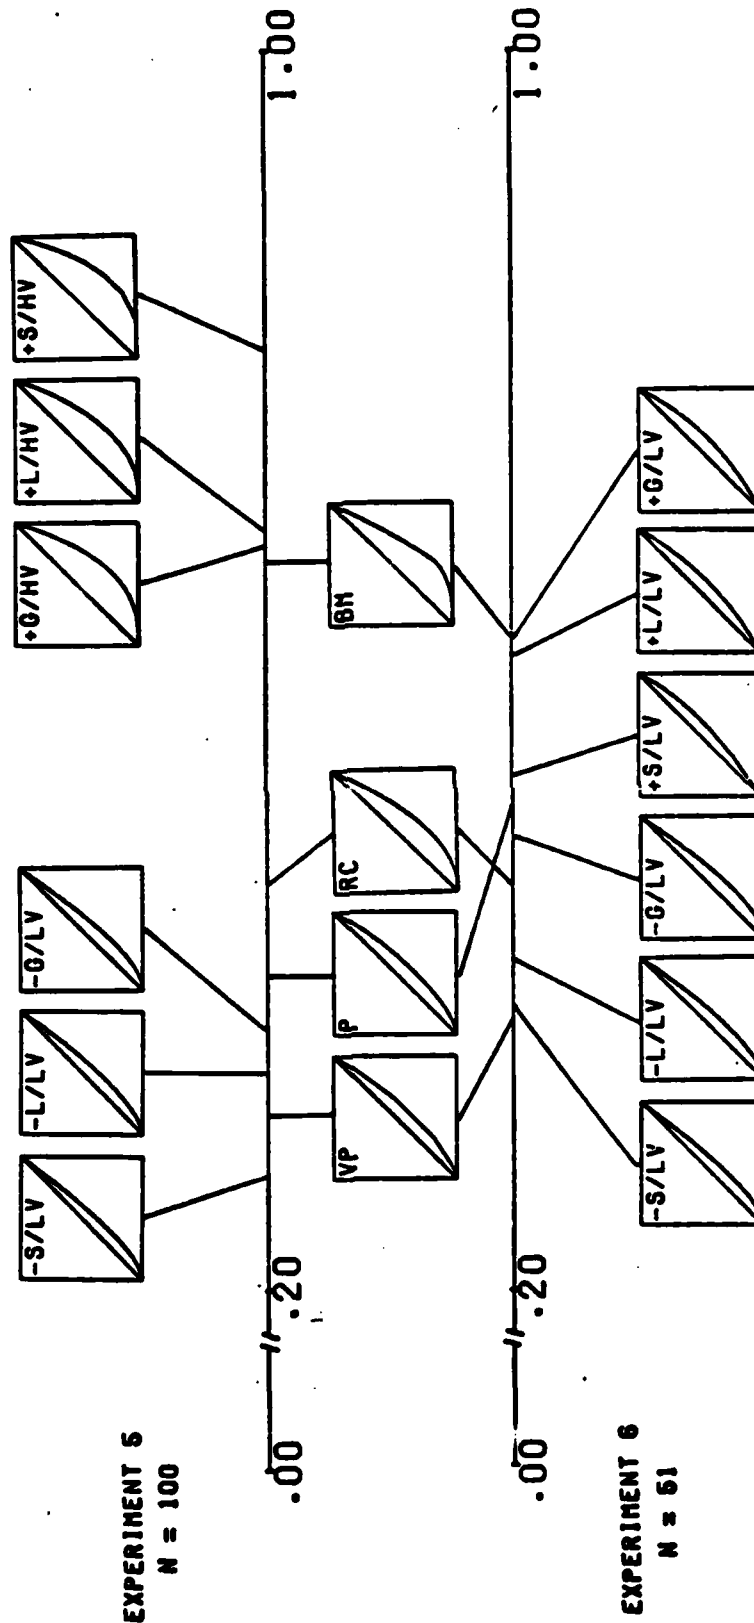 EXPERIMENT 5
N = 100
-S/LV
-L/LV
-G/LV
+G/HV
+L/HV
+S/HV
.00
.20
1.00
VP
P
RC
BM
.00
.20
1.00
EXPERIMENT 6
N = 51
-S/LV
-L/LV
-G/LV
+S/LV
+L/LV
+G/LV